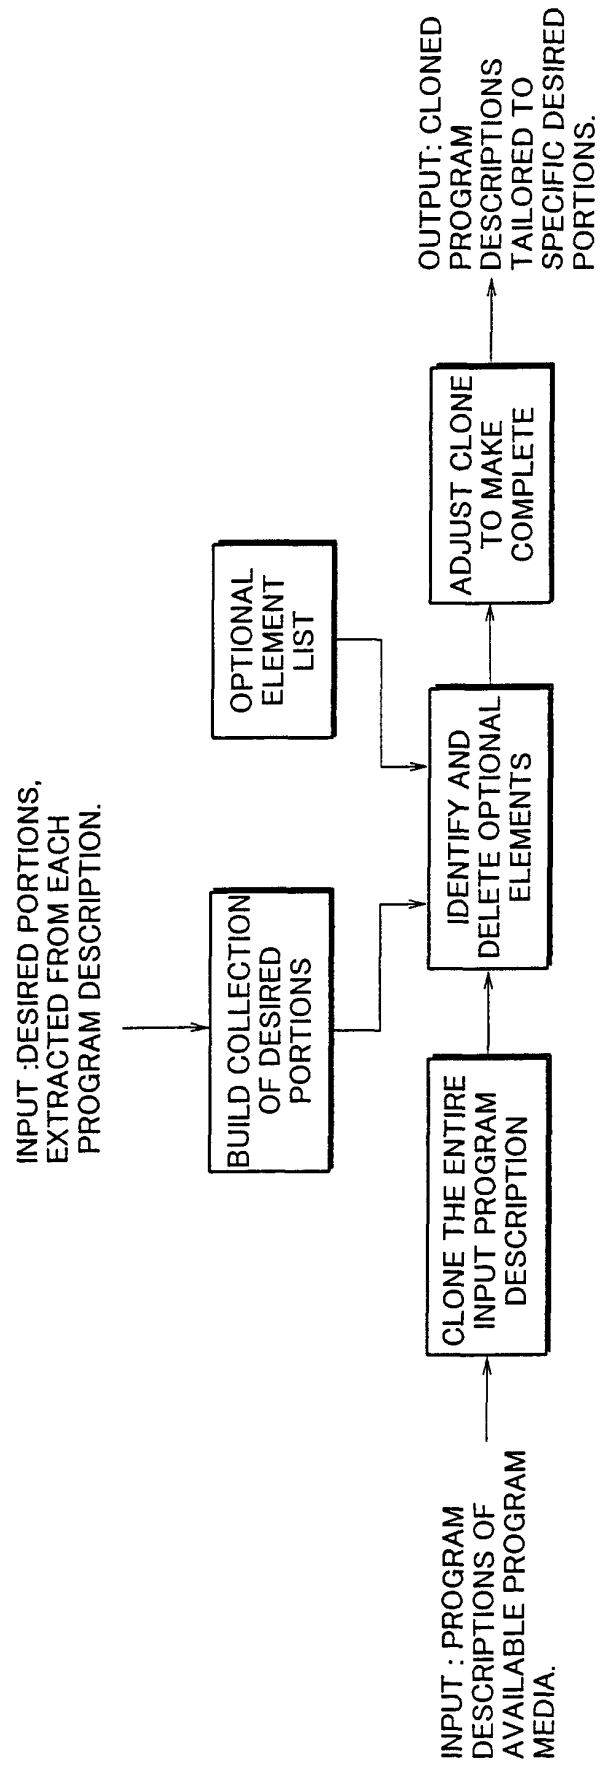 INPUT :DESIRED PORTIONS,
EXTRACTED FROM EACH
PROGRAM DESCRIPTION.
BUILD COLLECTION
OF DESIRED
PORTIONS
OPTIONAL
ELEMENT
LIST
INPUT : PROGRAM
DESCRIPTIONS OF
AVAILABLE PROGRAM
MEDIA.
CLONE THE ENTIRE
INPUT PROGRAM
DESCRIPTION
IDENTIFY AND
DELETE OPTIONAL
ELEMENTS
ADJUST CLONE
TO MAKE
COMPLETE
OUTPUT: CLONED
PROGRAM
DESCRIPTIONS
TAILORED TO
SPECIFIC DESIRED
PORTIONS.